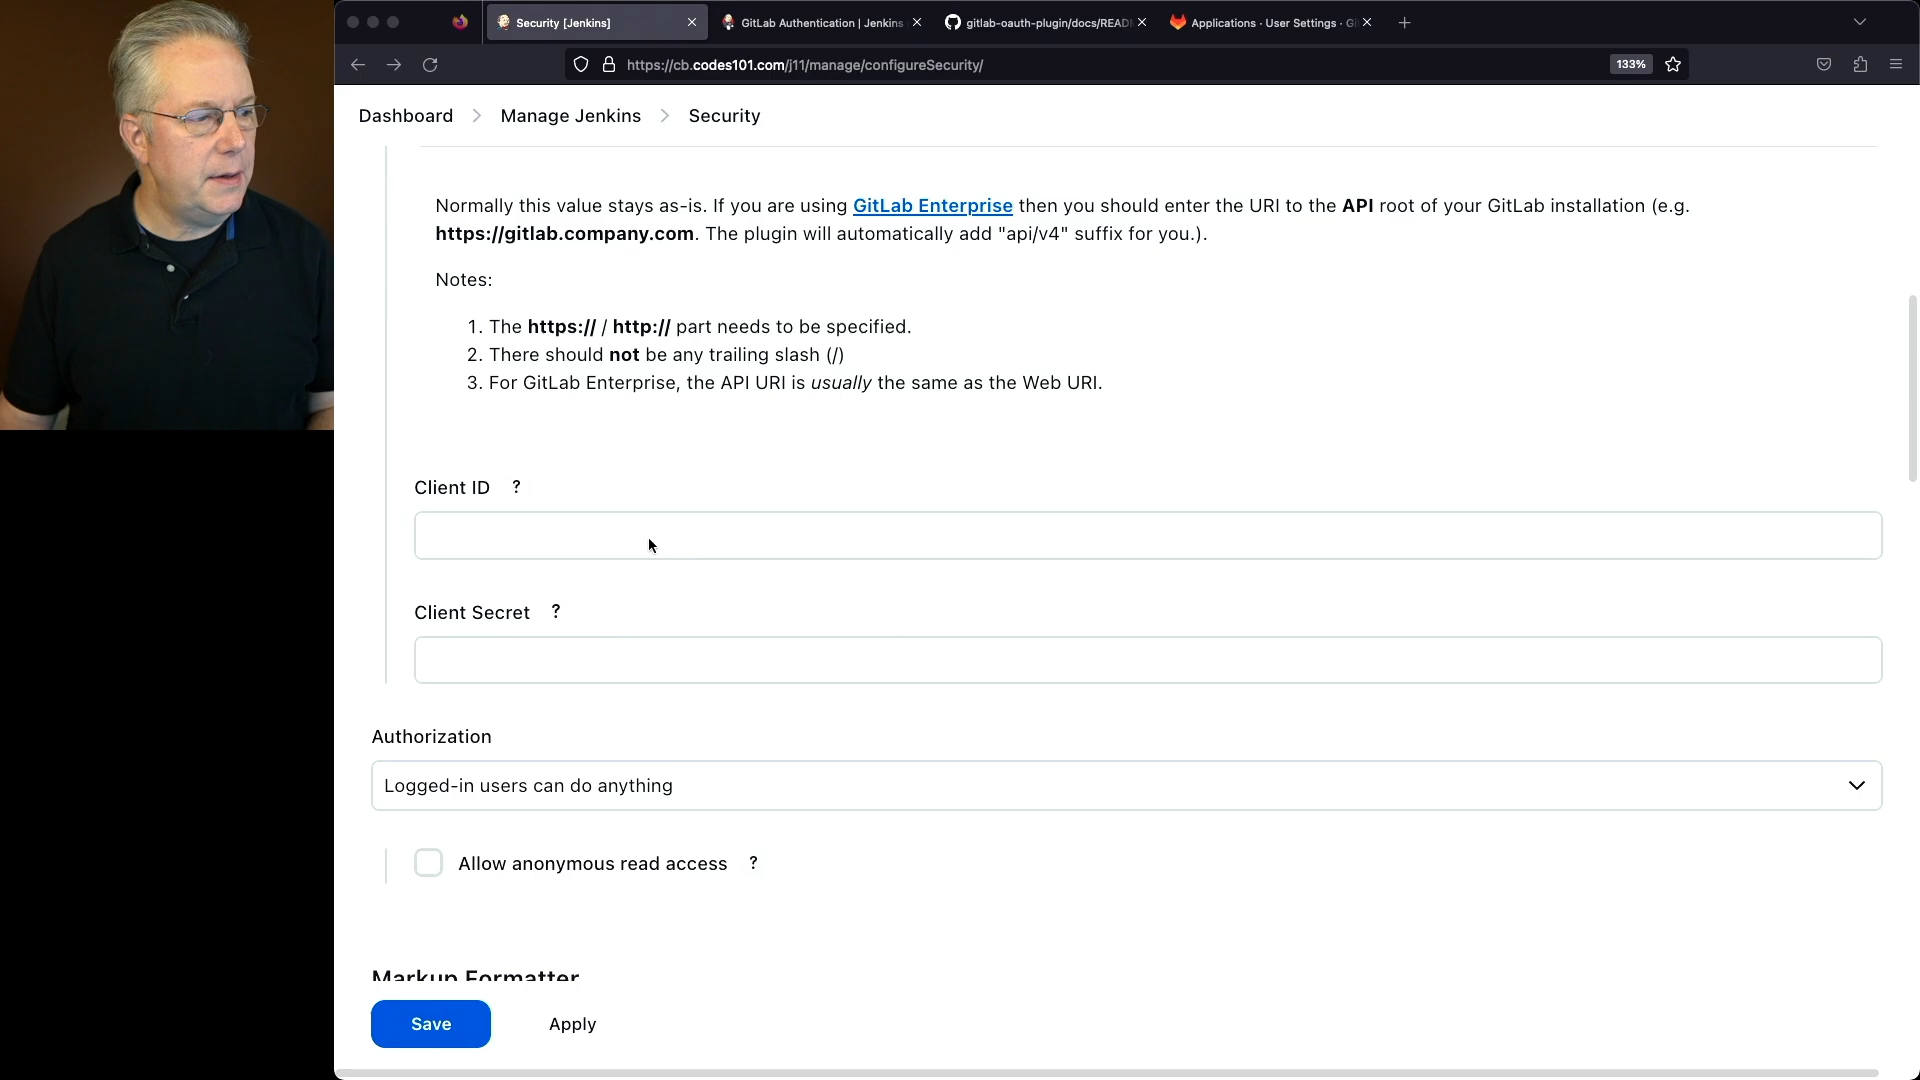 Security [Jenkins]
GitLab Authentication | Jenkins
gitlab-oauth-plugin/docs/READ
Applications · User Settings · Gi
https://cb.codes101.com/j11/manage/configureSecurity/
133%
Dashboard > Manage Jenkins > Security
Normally this value stays as-is. If you are using GitLab Enterprise then you should enter the URI to the API root of your GitLab installation (e.g.
https://gitlab.company.com. The plugin will automatically add "api/v4" suffix for you.).
Notes:
1. The https:// / http:// part needs to be specified.
2. There should not be any trailing slash (/)
3. For GitLab Enterprise, the API URI is usually the same as the Web URI.
Client ID ?
Client Secret ?
Authorization
Logged-in users can do anything
Allow anonymous read access ?
Markup Formatter
Save Apply